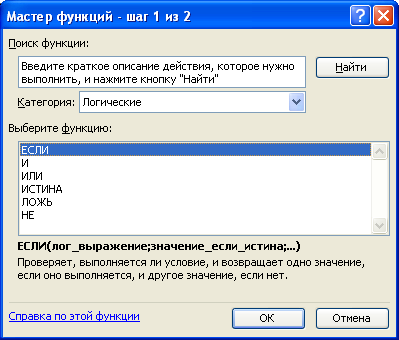 Мастер функций - шаг 1 из 2
Поиск функции:
Введите краткое описание действия, которое нужно
выполнить, и нажмите кнопку "Найти"
Найти
Категория: Логические
Выберите функцию:
ЕСЛИ
И
ИЛИ
ИСТИНА
ЛОЖЬ
НЕ
ЕСЛИ(лог_выражение;значение_если_истина;...)
Проверяет, выполняется ли условие, и возвращает одно значение,
если оно выполняется, и другое значение, если нет.
Справка по этой функции
OK
Отмена